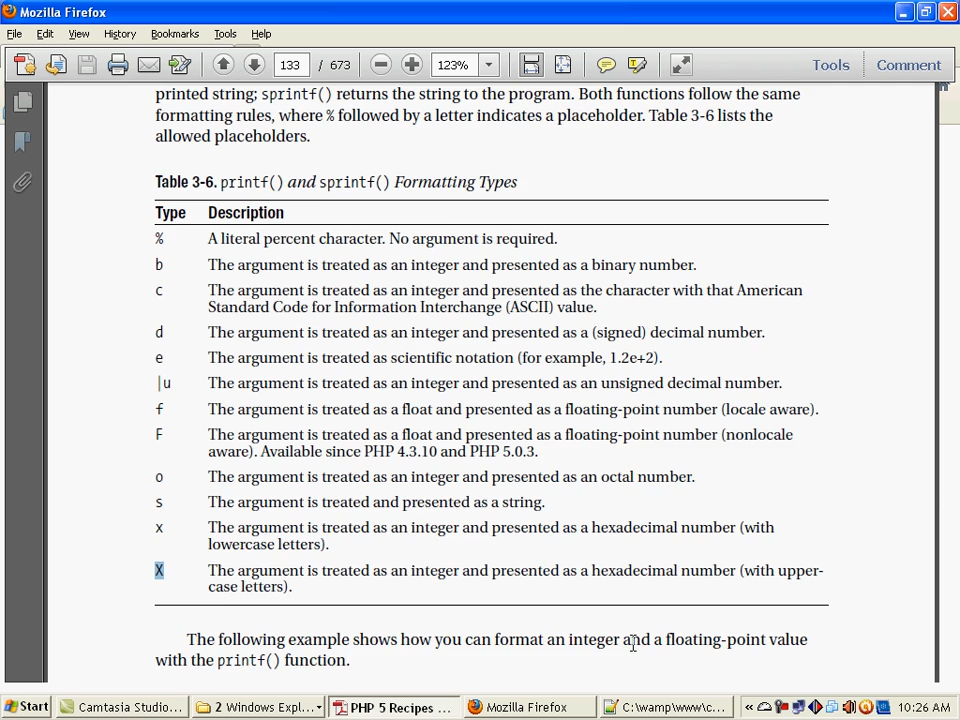 Mozilla Firefox
File Edit View History Bookmarks Tools Help
133 / 673 123% Tools Comment
printed string; sprintf() returns the string to the program. Both functions follow the same
formatting rules, where % followed by a letter indicates a placeholder. Table 3-6 lists the
allowed placeholders.
Table 3-6. printf() and sprintf() Formatting Types
Type Description
% A literal percent character. No argument is required.
b The argument is treated as an integer and presented as a binary number.
c The argument is treated as an integer and presented as the character with that American
Standard Code for Information Interchange (ASCII) value.
d The argument is treated as an integer and presented as a (signed) decimal number.
e The argument is treated as scientific notation (for example, 1.2e+2).
|u The argument is treated as an integer and presented as an unsigned decimal number.
f The argument is treated as a float and presented as a floating-point number (locale aware).
F The argument is treated as a float and presented as a floating-point number (nonlocale
aware). Available since PHP 4.3.10 and PHP 5.0.3.
o The argument is treated as an integer and presented as an octal number.
s The argument is treated and presented as a string.
x The argument is treated as an integer and presented as a hexadecimal number (with
lowercase letters).
X The argument is treated as an integer and presented as a hexadecimal number (with upper-
case letters).
The following example shows how you can format an integer and a floating-point value
with the printf() function.
Start Camtasia Studio... 2 Windows Expl... PHP 5 Recipes ... Mozilla Firefox C:\wamp\www\c... « 10:26 AM